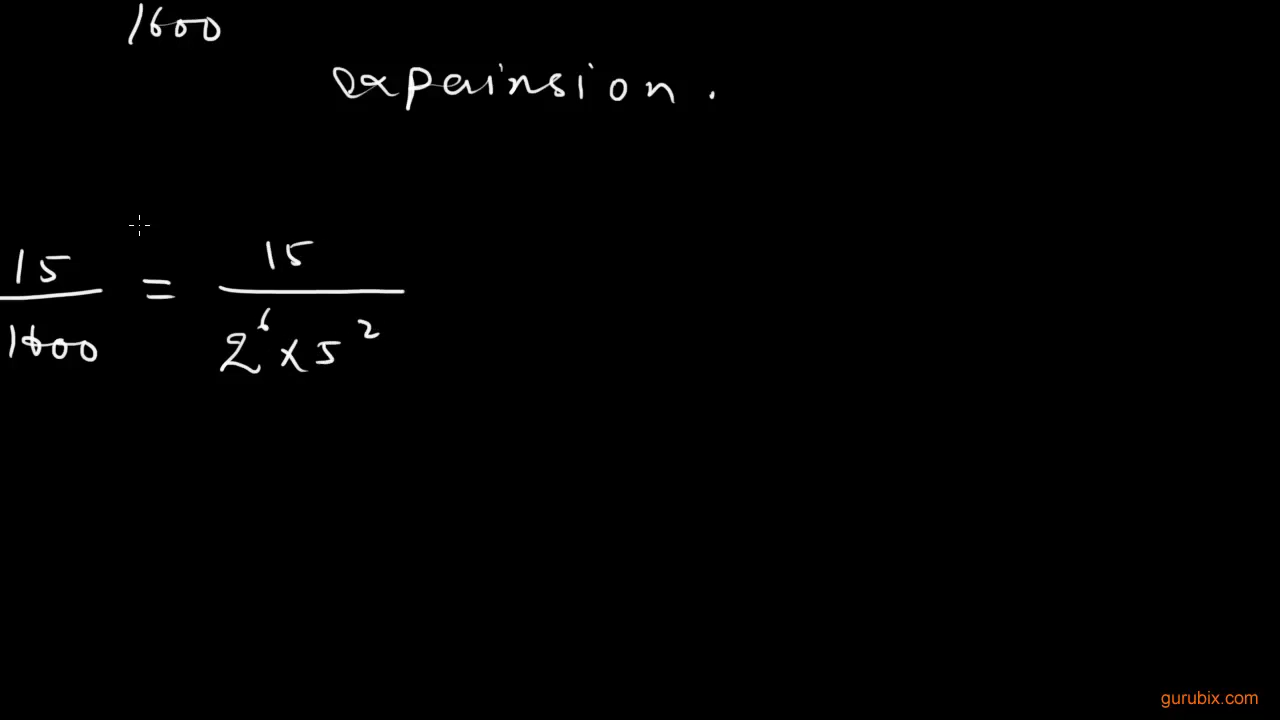 1600
expainsion.
15/1600 = 15/2^6 × 5^2
gurubix.com